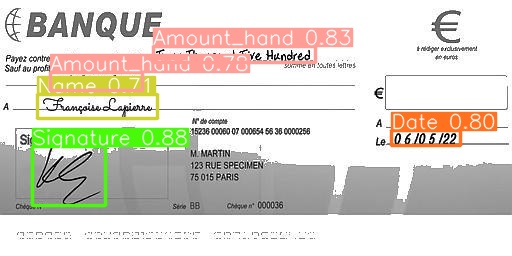 BANQUE
€
à rédiger exclusivement
en euros
Amount_hand 0.83
Payez contre
Five Hundred
Sauf au profit
somme en toutes lettres
Amount_hand 0.78
Name 0.71
€
A Françoise Lapierre
A
Date 0.80
N° de compte
Signature 0.88
15236 00060 07 000654 56 36 0000256
Le 06/05/22
M. MARTIN
123 RUE SPECIMEN
75 015 PARIS
Série BB
Chèque n° 000036